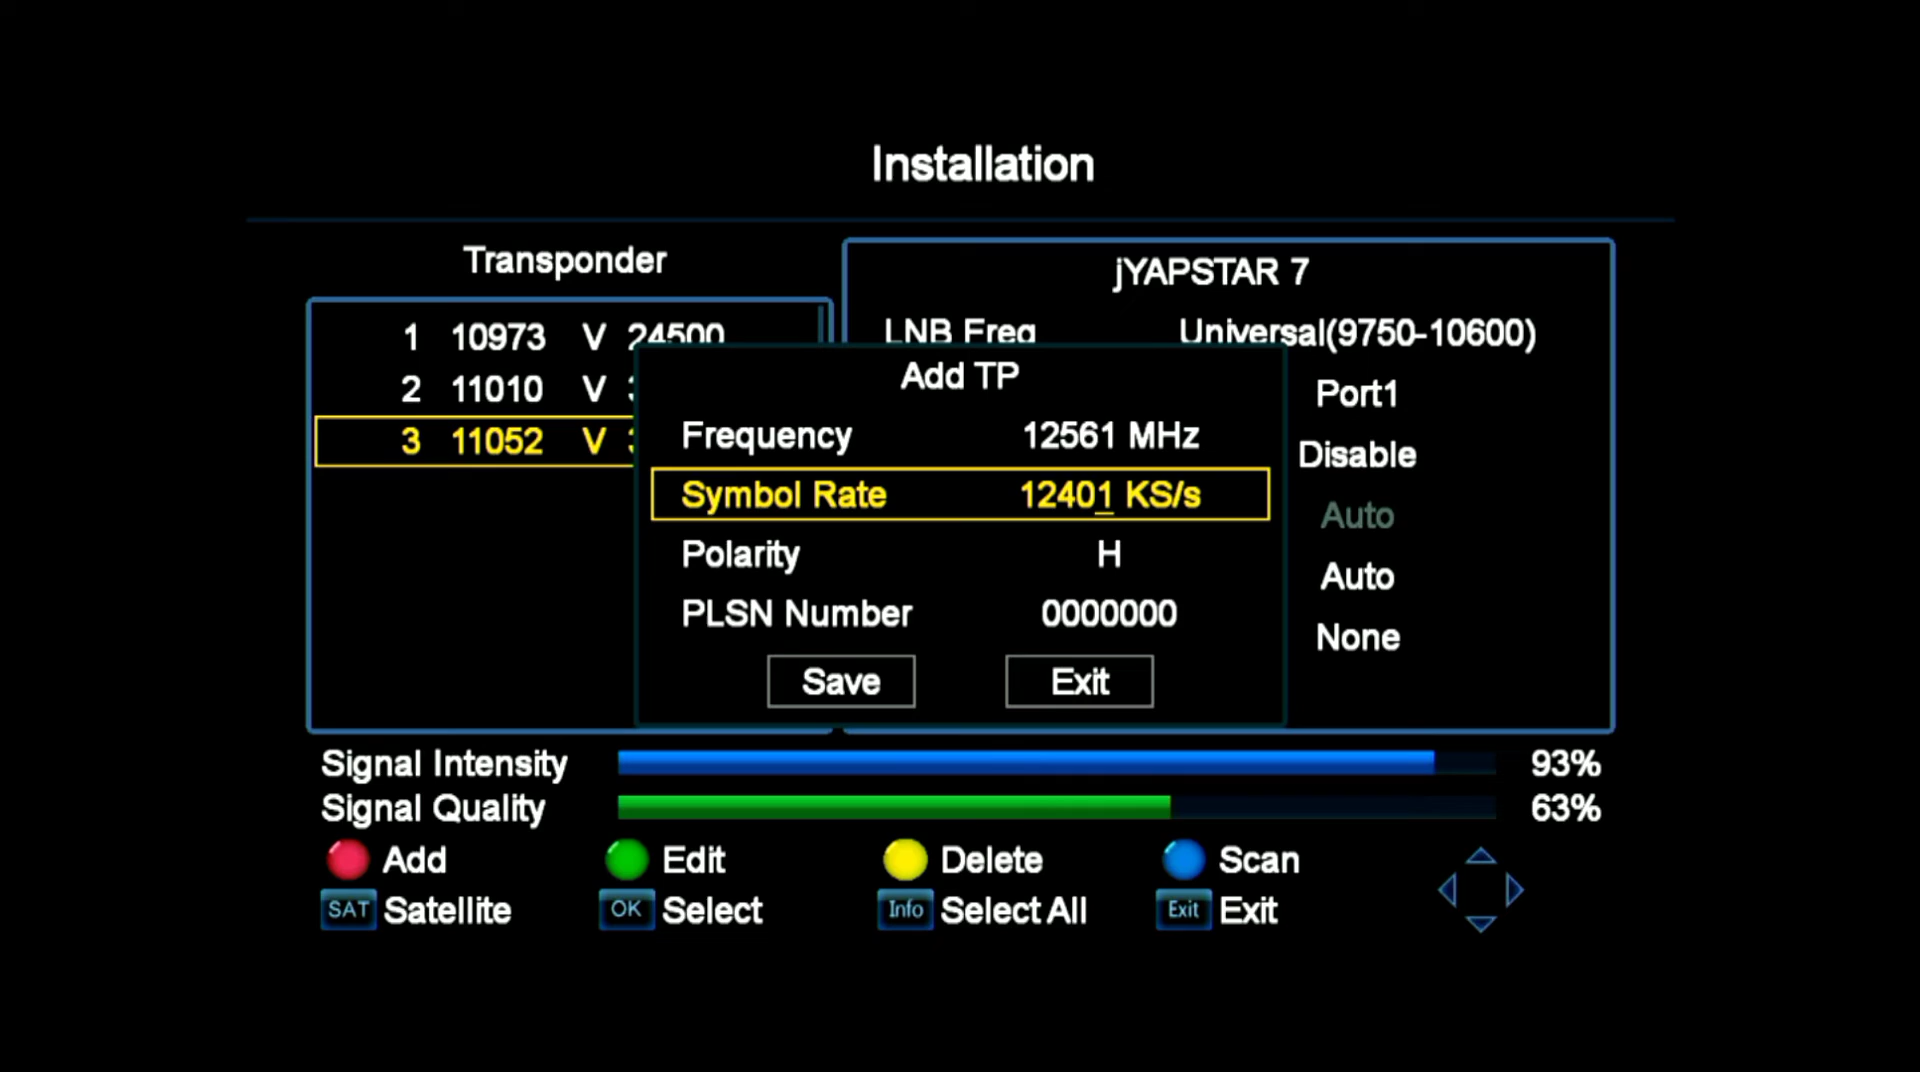 Installation
Transponder
1 10973 V 24500
2 11010 V
3 11052 V
jYAPSTAR 7
LNB Freq Universal(9750-10600)
Port1
Disable
Auto
Auto
None
Add TP
Frequency 12561 MHz
Symbol Rate 12401 KS/s
Polarity H
PLSN Number 0000000
Save Exit
Signal Intensity 93%
Signal Quality 63%
Add Edit Delete Scan
SAT Satellite OK Select Info Select All Exit Exit